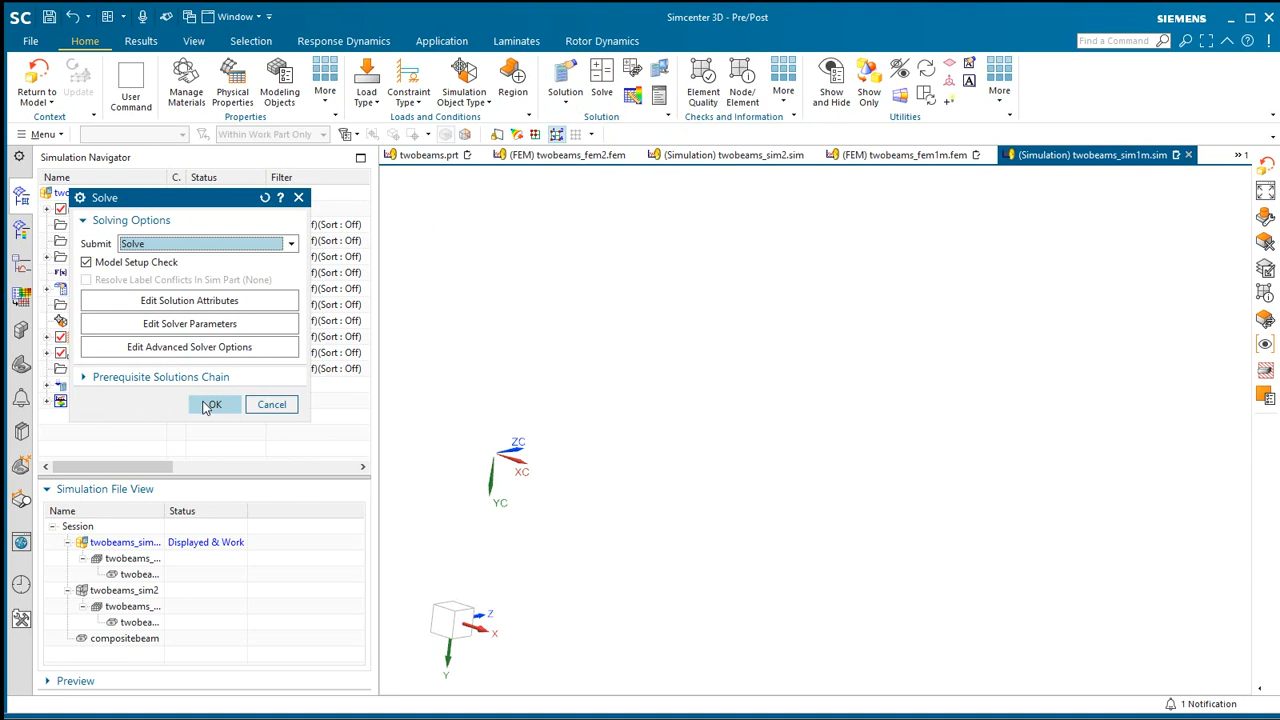 SC
Window
Simcenter 3D - Pre/Post
SIEMENS
File
Home
Results
View
Selection
Response Dynamics
Application
Laminates
Rotor Dynamics
Find a Command
Return to Model
Update
User Command
Manage Materials
Physical Properties
Modeling Objects
More
Load Type
Constraint Type
Simulation Object Type
Region
Solution
Solve
Element Quality
Node/ Element
More
Show and Hide
Show Only
More
Context
Properties
Loads and Conditions
Solution
Checks and Information
Utilities
Menu
Within Work Part Only
Simulation Navigator
twobeams.prt
(FEM) twobeams_fem2.fem
(Simulation) twobeams_sim2.sim
(FEM) twobeams_fem1m.fem
(Simulation) twobeams_sim1m.sim
1
Name
C.
Status
Filter
Solve
Solving Options
Submit
Solve
Model Setup Check
Resolve Label Conflicts In Sim Part (None)
Edit Solution Attributes
Edit Solver Parameters
Edit Advanced Solver Options
Prerequisite Solutions Chain
OK
Cancel
f)(Sort : Off)
f)(Sort : Off)
f)(Sort : Off)
f)(Sort : Off)
f)(Sort : Off)
f)(Sort : Off)
f)(Sort : Off)
f)(Sort : Off)
f)(Sort : Off)
f)(Sort : Off)
ZC
XC
YC
Simulation File View
Name
Status
Session
twobeams_sim...
Displayed & Work
twobeams_...
twobea...
twobeams_sim2
twobeams_...
twobea...
compositebeam
Preview
Z
X
Y
1 Notification